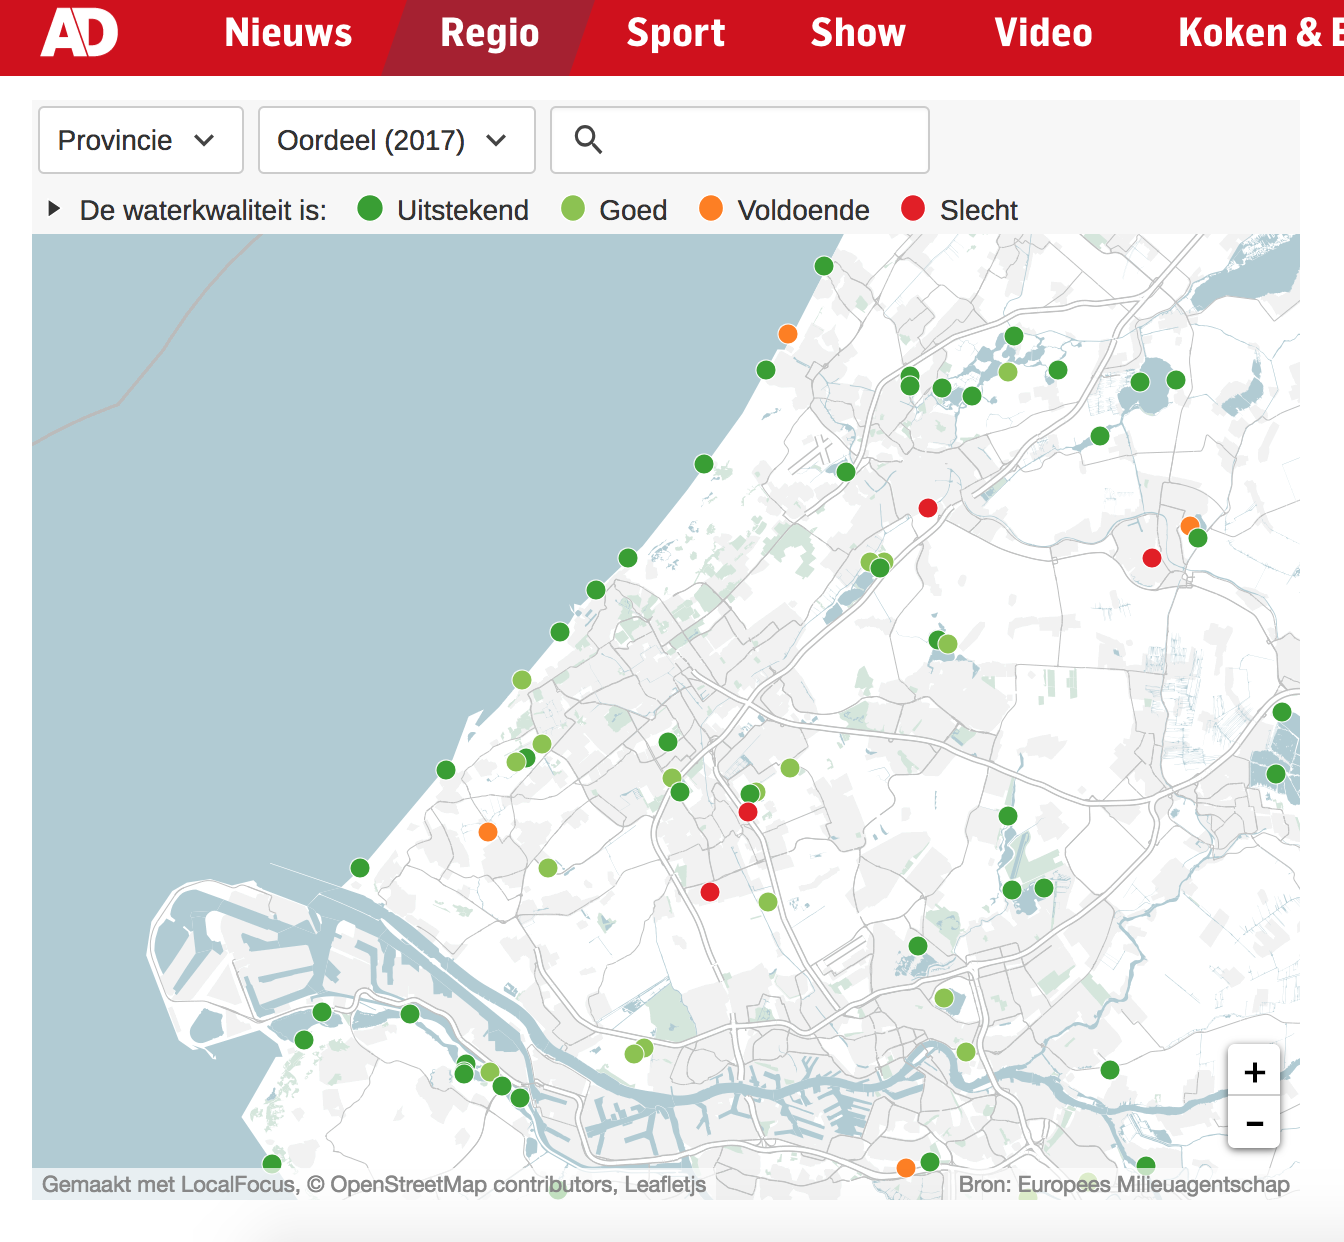 AD Nieuws Regio Sport Show Video Koken &
Provincie Oordeel (2017)
De waterkwaliteit is: Uitstekend Goed Voldoende Slecht
+
−
Gemaakt met LocalFocus, © OpenStreetMap contributors, Leafletjs Bron: Europees Milieuagentschap